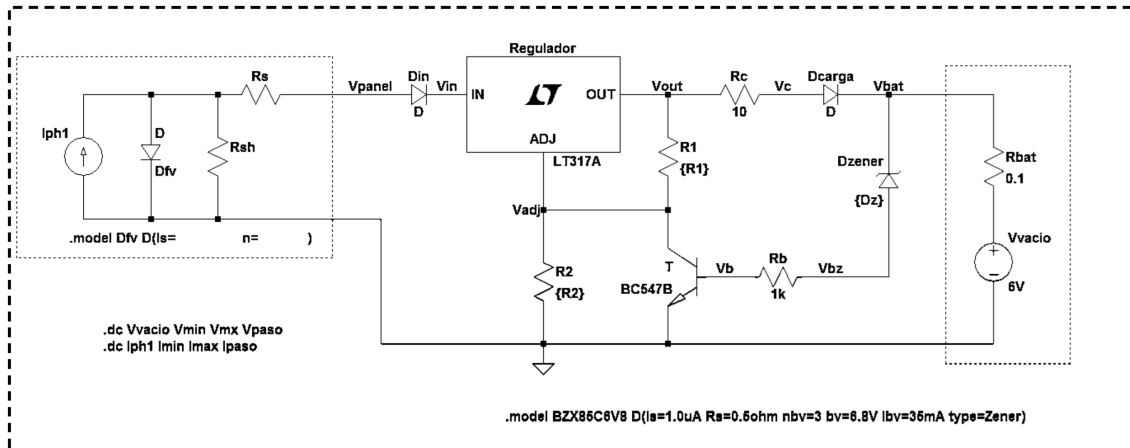 Regulador
Rs
Vpanel
Din
Vin
D
IN
LT
OUT
ADJ
LT317A
Vout
Rc
10
Vc
Dcarga
D
Vbat
Iph1
D
Dfv
Rsh
R1
{R1}
Dzener
{Dz}
Rbat
0.1
Vadj
.model Dfv D(Is= n= )
R2
{R2}
T
BC547B
Vb
Rb
1k
Vbz
Vvacio
6V
.dc Vvacio Vmin Vmx Vpaso
.dc Iph1 Imin Imax Ipaso
.model BZX85C6V8 D(Is=1.0uA Rs=0.5ohm nbv=3 bv=6.8V Ibv=35mA type=Zener)